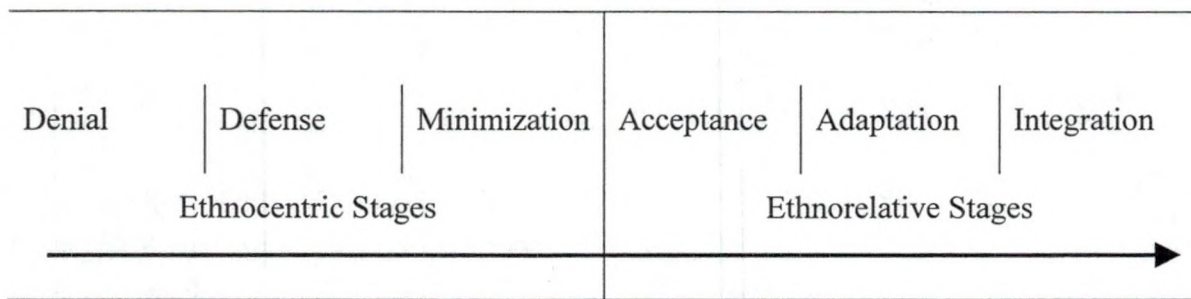 Denial Defense Minimization Acceptance Adaptation Integration
Ethnocentric Stages Ethnorelative Stages